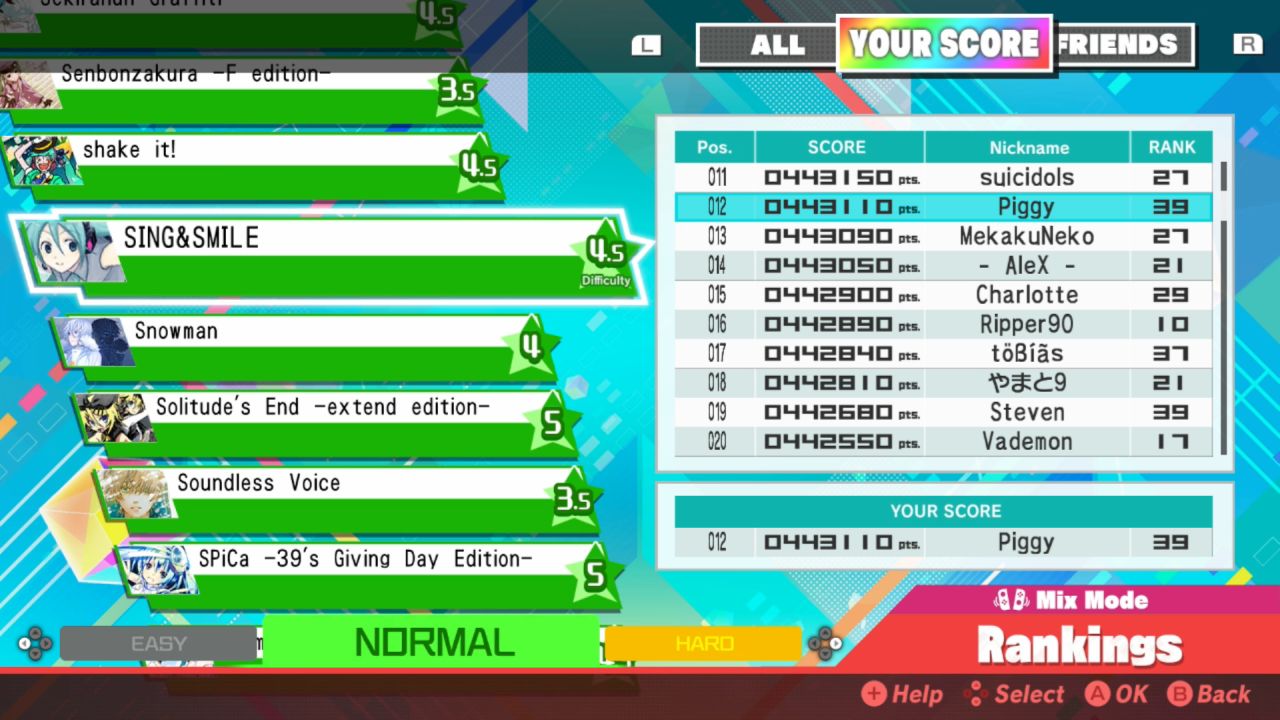 Sekiranun Graffiti
4.5
Senbonzakura -F edition-
3.5
shake it!
4.5
SING&SMILE
4.5
Difficulty
Snowman
4
Solitude's End -extend edition-
5
Soundless Voice
3.5
SPiCa -39's Giving Day Edition-
5
EASY
NORMAL
HARD
L
ALL
YOUR SCORE
FRIENDS
R
Pos. SCORE Nickname RANK
011 0443150 pts. suicidols 27
012 0443110 pts. Piggy 39
013 0443090 pts. MekakuNeko 27
014 0443050 pts. - AleX - 21
015 0442900 pts. Charlotte 29
016 0442890 pts. Ripper90 10
017 0442840 pts. töBíãs 37
018 0442810 pts. やまと9 21
019 0442680 pts. Steven 39
020 0442550 pts. Vademon 17
YOUR SCORE
012 0443110 pts. Piggy 39
Mix Mode
Rankings
+ Help Select A OK B Back